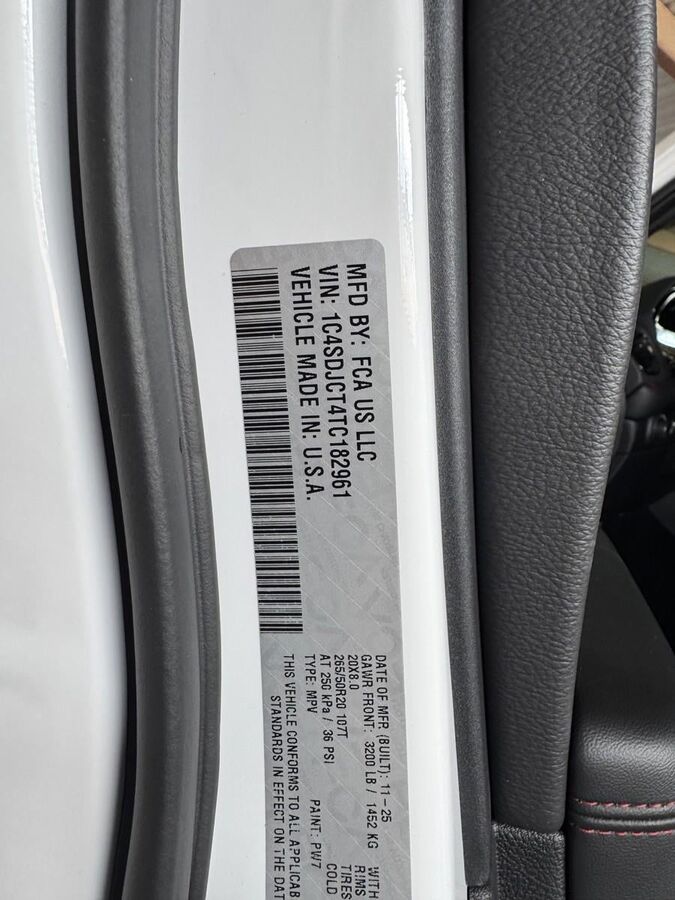 MFD BY: FCA US LLC
VIN: 1C4SDJCT4TC182961
VEHICLE MADE IN: U.S.A.
DATE OF MFR. (BUILT): 11-25
GAWR FRONT: 3200 LB / 1452 KG WITH
20X8.0 RIMS
265/50R20 107T TIRES
AT 250 kPa / 36 PSI COLD
TYPE: MPV PAINT: PW7
THIS VEHICLE CONFORMS TO ALL APPLICAB
STANDARDS IN EFFECT ON THE DAT